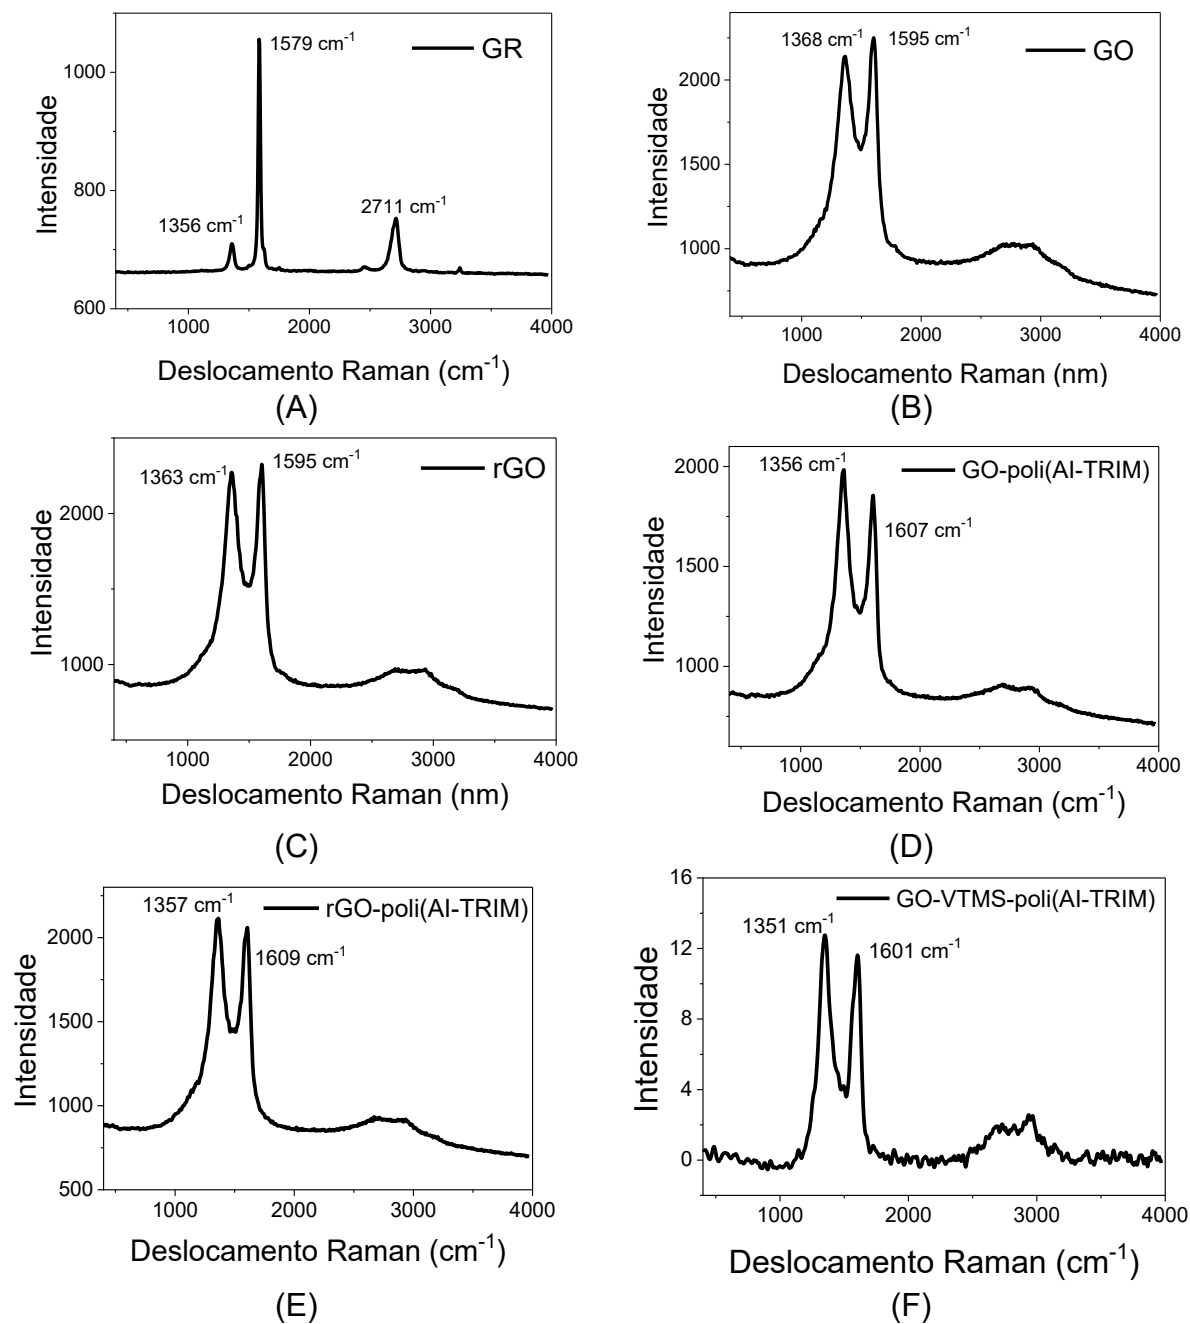 GR
1579 cm-1
1356 cm-1
2711 cm-1
Intensidade
1000
800
600
1000 2000 3000 4000
Deslocamento Raman (cm-1)
(A)
GO
1368 cm-1
1595 cm-1
Intensidade
2000
1500
1000
1000 2000 3000 4000
Deslocamento Raman (nm)
(B)
rGO
1363 cm-1
1595 cm-1
Intensidade
2000
1000
1000 2000 3000 4000
Deslocamento Raman (nm)
(C)
GO-poli(AI-TRIM)
1356 cm-1
1607 cm-1
Intensidade
2000
1500
1000
1000 2000 3000 4000
Deslocamento Raman (cm-1)
(D)
rGO-poli(AI-TRIM)
1357 cm-1
1609 cm-1
Intensidade
2000
1500
1000
500
1000 2000 3000 4000
Deslocamento Raman (cm-1)
(E)
GO-VTMS-poli(AI-TRIM)
1351 cm-1
1601 cm-1
Intensidade
16
12
8
4
0
1000 2000 3000 4000
Deslocamento Raman (cm-1)
(F)